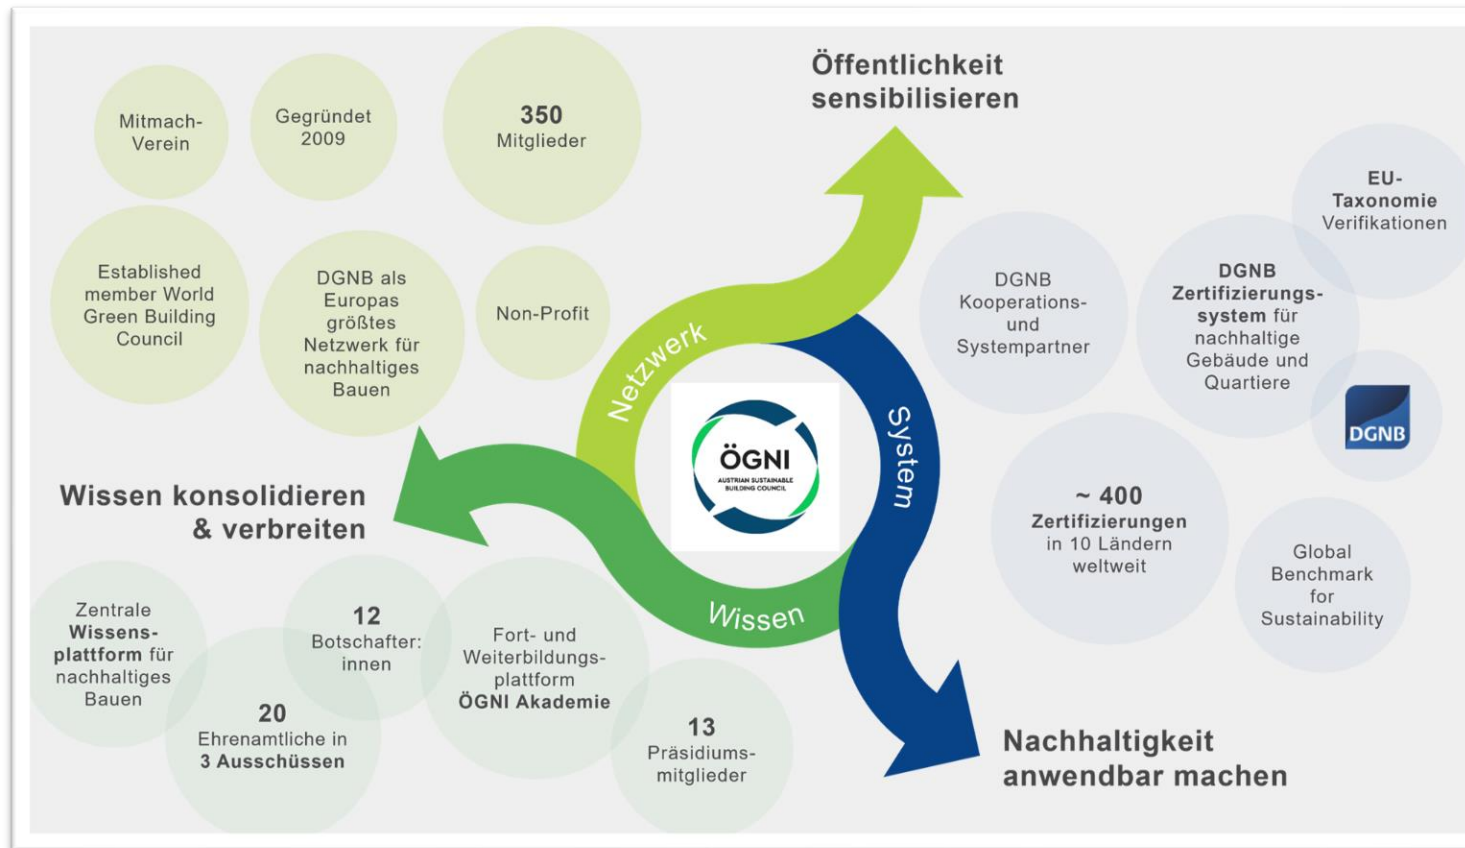 Öffentlichkeit
sensibilisieren
Mitmach-
Verein
Gegründet
2009
350
Mitglieder
Established
member World
Green Building
Council
DGNB als
Europas
größtes
Netzwerk für
nachhaltiges
Bauen
Non-Profit
EU-
Taxonomie
Verifikationen
DGNB
Kooperations-
und
Systempartner
DGNB
Zertifizierungs-
system für
nachhaltige
Gebäude und
Quartiere
DGNB
~ 400
Zertifizierungen
in 10 Ländern
weltweit
Global
Benchmark
for
Sustainability
Netzwerk
System
Wissen
ÖGNI
AUSTRIAN SUSTAINABLE
BUILDING COUNCIL
Wissen konsolidieren
& verbreiten
Zentrale
Wissens-
plattform für
nachhaltiges
Bauen
20
Ehrenamtliche in
3 Ausschüssen
12
Botschafter:
innen
Fort- und
Weiterbildungs-
plattform
ÖGNI Akademie
13
Präsidiums-
mitglieder
Nachhaltigkeit
anwendbar machen